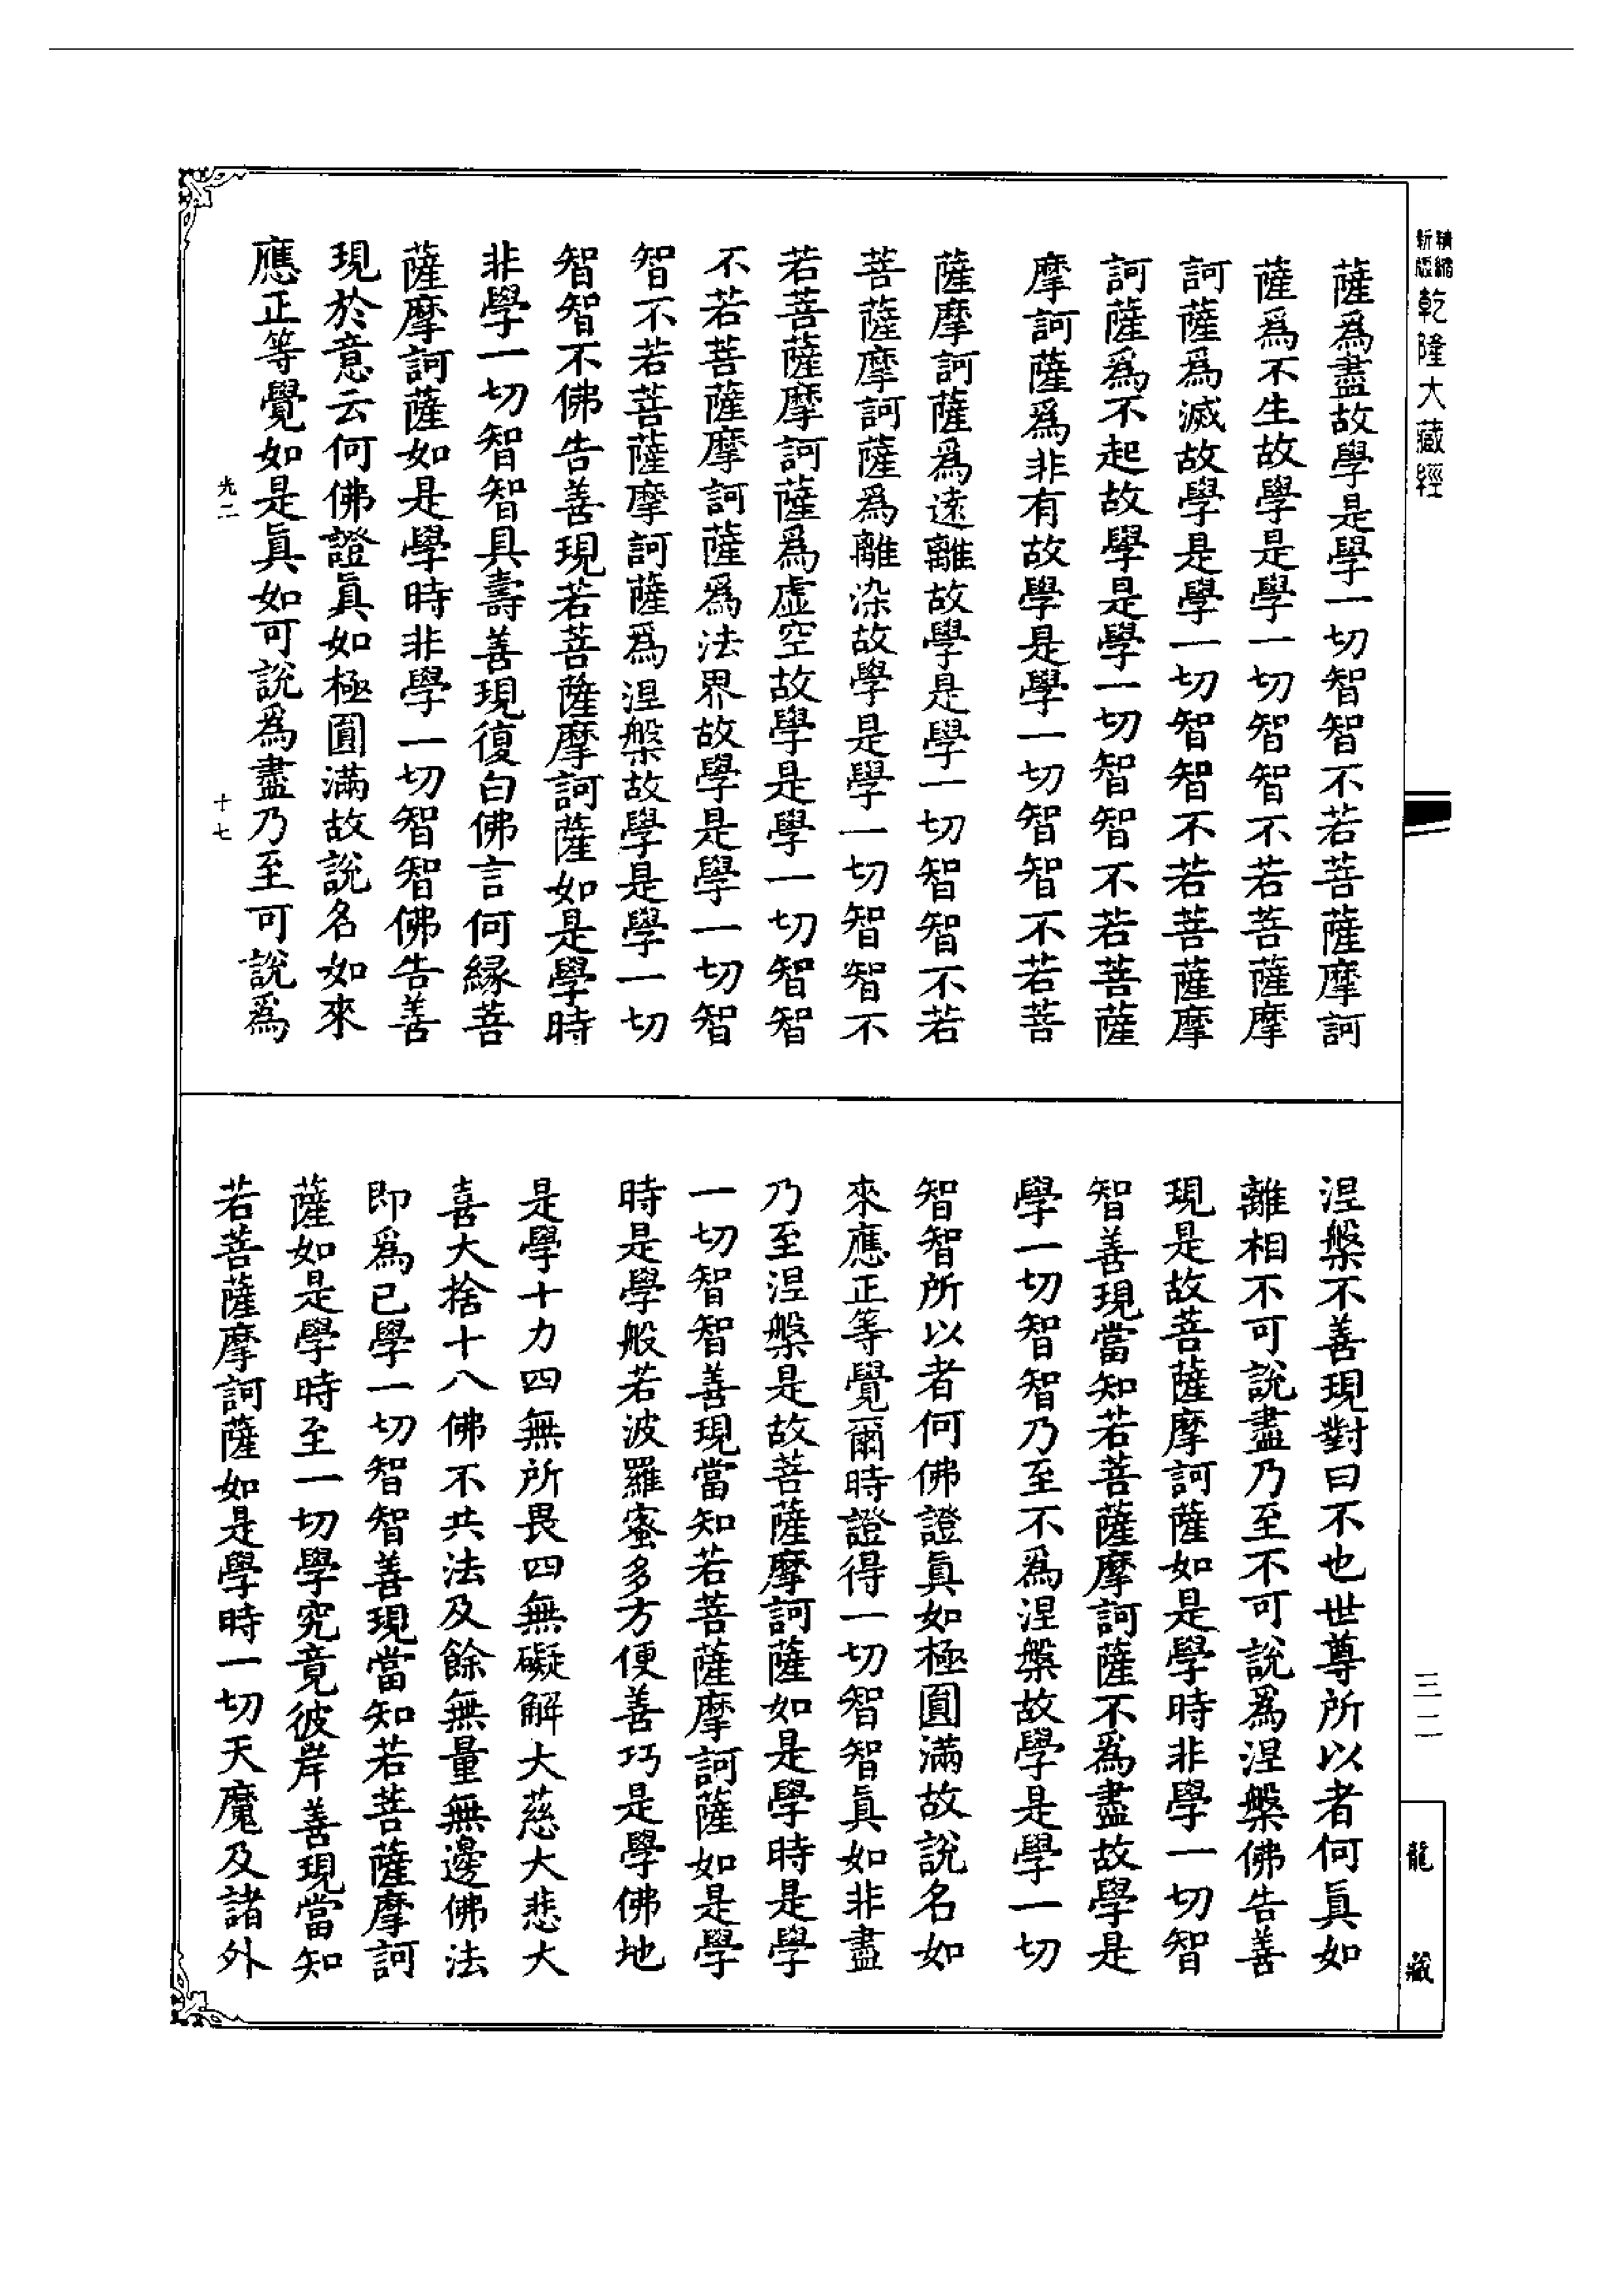 精縮新版乾隆大藏經
薩爲盡故學是學一切智智不若菩薩摩訶
薩爲不生故學是學一切智智不若菩薩摩
訶薩爲滅故學是學一切智智不若菩薩摩
訶薩爲不起故學是學一切智智不若菩薩
摩訶薩爲非有故學是學一切智智不若菩
薩摩訶薩爲遠離故學是學一切智智不若
菩薩摩訶薩爲離染故學是學一切智智不
若菩薩摩訶薩爲虛空故學是學一切智智
不若菩薩摩訶薩爲法界故學是學一切智
智不若菩薩摩訶薩爲涅槃故學是學一切
智智不佛告善現若菩薩摩訶薩如是學時
非學一切智智具壽善現復白佛言何緣菩
薩摩訶薩如是學時非學一切智智佛告善
現於意云何佛證眞如極圓滿故說名如來
應正等覺如是眞如可說爲盡乃至可說爲
光二 十七
涅槃不善現對曰不也世尊所以者何眞如
離相不可說盡乃至不可說爲涅槃佛告善
現是故菩薩摩訶薩如是學時非學一切智
智善現當知若菩薩摩訶薩不爲盡故學是
學一切智智乃至不爲涅槃故學是學一切
智智所以者何佛證眞如極圓滿故說名如
來應正等覺爾時證得一切智智眞如非盡
乃至涅槃是故菩薩摩訶薩如是學時是學
一切智智善現當知若菩薩摩訶薩如是學
時是學般若波羅蜜多方便善巧是學佛地
是學十力四無所畏四無礙解大慈大悲大
喜大捨十八佛不共法及餘無量無邊佛法
即爲已學一切智智善現當知若菩薩摩訶
薩如是學時至一切學究竟彼岸善現當知
若菩薩摩訶薩如是學時一切天魔及諸外
三二
龍藏